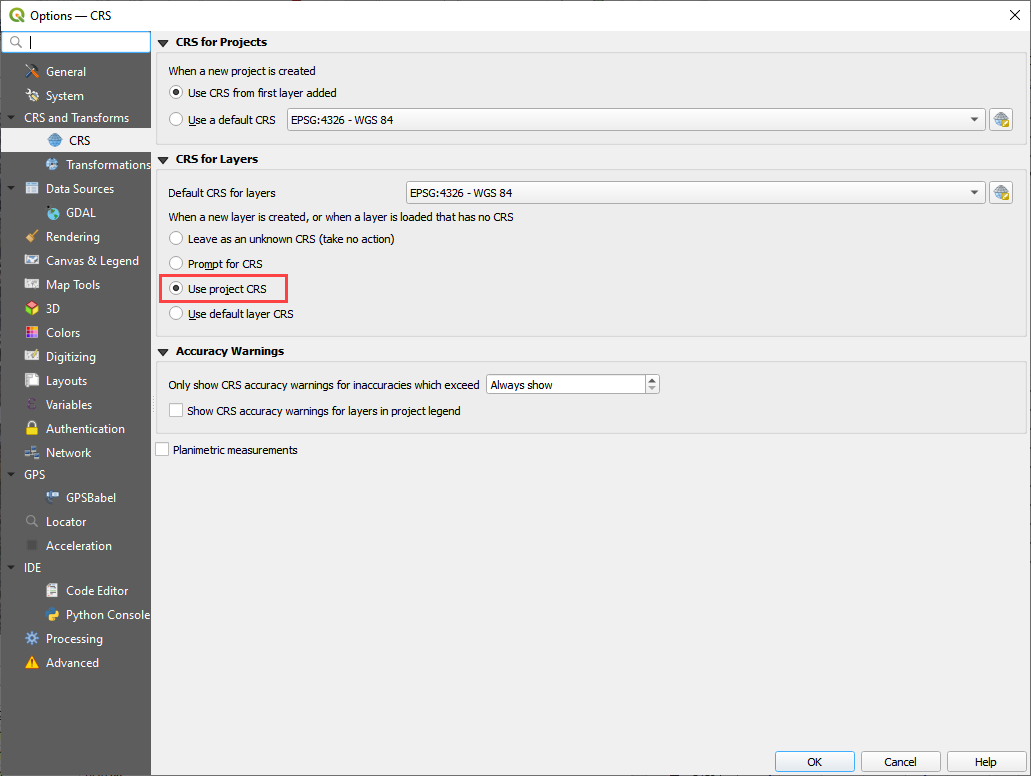 Options — CRS
General
System
CRS and Transforms
CRS
Transformations
Data Sources
GDAL
Rendering
Canvas & Legend
Map Tools
3D
Colors
Digitizing
Layouts
Variables
Authentication
Network
GPS
GPSBabel
Locator
Acceleration
IDE
Code Editor
Python Console
Processing
Advanced
CRS for Projects
When a new project is created
Use CRS from first layer added
Use a default CRS EPSG:4326 - WGS 84
CRS for Layers
Default CRS for layers EPSG:4326 - WGS 84
When a new layer is created, or when a layer is loaded that has no CRS
Leave as an unknown CRS (take no action)
Prompt for CRS
Use project CRS
Use default layer CRS
Accuracy Warnings
Only show CRS accuracy warnings for inaccuracies which exceed Always show
Show CRS accuracy warnings for layers in project legend
Planimetric measurements
OK Cancel Help